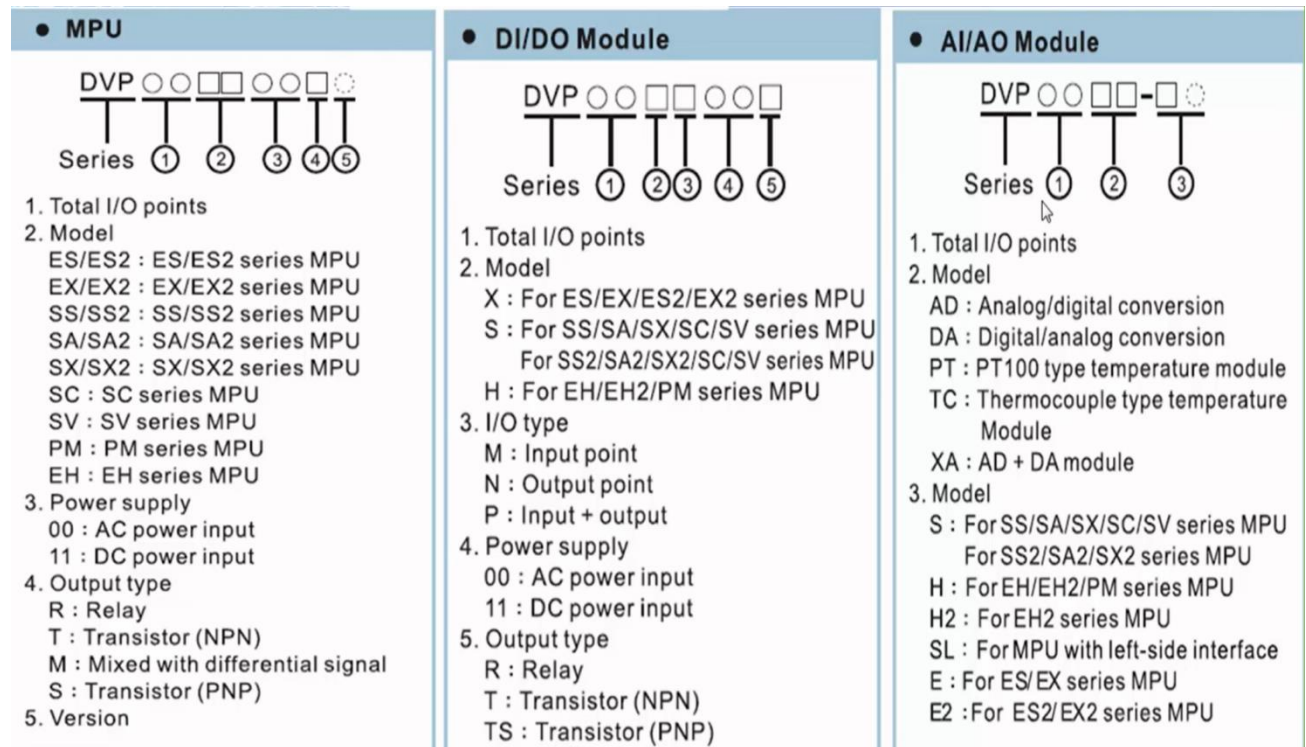 ● MPU
DVP○○□□○○□◌
Series ① ② ③ ④ ⑤
1. Total I/O points
2. Model
ES/ES2 : ES/ES2 series MPU
EX/EX2 : EX/EX2 series MPU
SS/SS2 : SS/SS2 series MPU
SA/SA2 : SA/SA2 series MPU
SX/SX2 : SX/SX2 series MPU
SC : SC series MPU
SV : SV series MPU
PM : PM series MPU
EH : EH series MPU
3. Power supply
00 : AC power input
11 : DC power input
4. Output type
R : Relay
T : Transistor (NPN)
M : Mixed with differential signal
S : Transistor (PNP)
5. Version
● DI/DO Module
DVP○○□□○○□
Series ① ② ③ ④ ⑤
1. Total I/O points
2. Model
X : For ES/EX/ES2/EX2 series MPU
S : For SS/SA/SX/SC/SV series MPU
For SS2/SA2/SX2/SC/SV series MPU
H : For EH/EH2/PM series MPU
3. I/O type
M : Input point
N : Output point
P : Input + output
4. Power supply
00 : AC power input
11 : DC power input
5. Output type
R : Relay
T : Transistor (NPN)
TS : Transistor (PNP)
● AI/AO Module
DVP○○□□-□◌
Series ① ② ③
1. Total I/O points
2. Model
AD : Analog/digital conversion
DA : Digital/analog conversion
PT : PT100 type temperature module
TC : Thermocouple type temperature
Module
XA : AD + DA module
3. Model
S : For SS/SA/SX/SC/SV series MPU
For SS2/SA2/SX2 series MPU
H : For EH/EH2/PM series MPU
H2 : For EH2 series MPU
SL : For MPU with left-side interface
E : For ES/EX series MPU
E2 : For ES2/EX2 series MPU